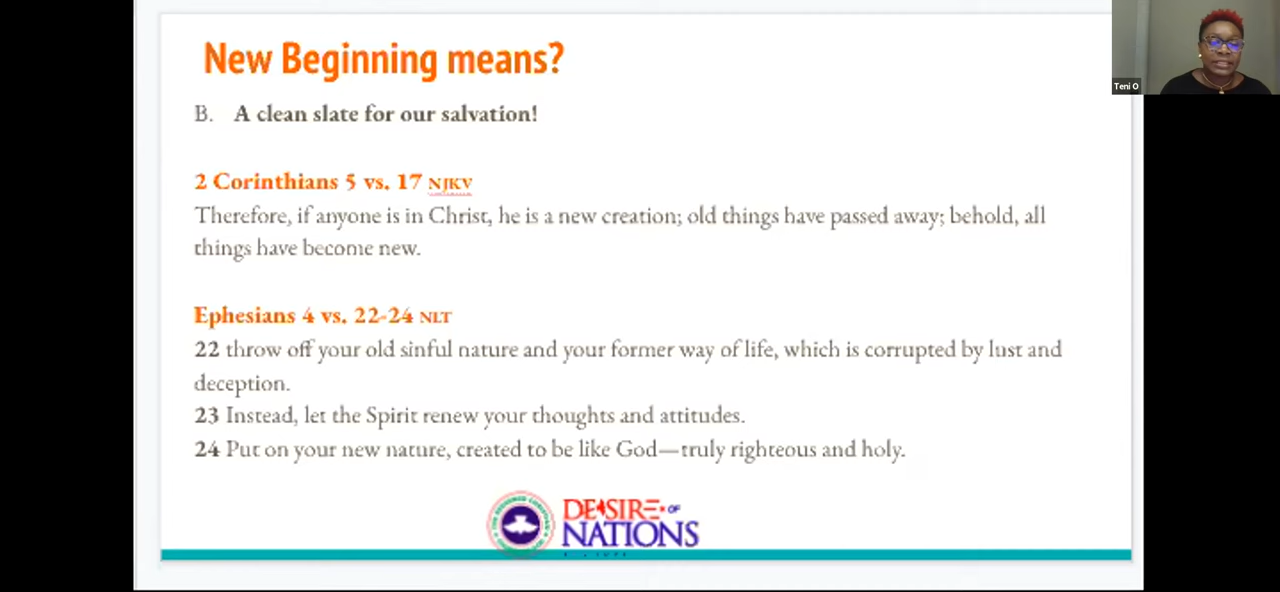 New Beginning means?
B. A clean slate for our salvation!
2 Corinthians 5 vs. 17 NJKV
Therefore, if anyone is in Christ, he is a new creation; old things have passed away; behold, all
things have become new.
Ephesians 4 vs. 22-24 NLT
22 throw off your old sinful nature and your former way of life, which is corrupted by lust and
deception.
23 Instead, let the Spirit renew your thoughts and attitudes.
24 Put on your new nature, created to be like God—truly righteous and holy.
DESIRE OF
NATIONS
Teni O